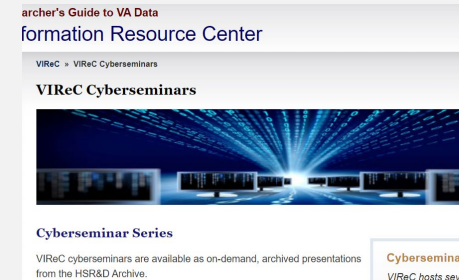 archer's Guide to VA Data
formation Resource Center
VIReC » VIReC Cyberseminars
VIReC Cyberseminars
Cyberseminar Series
VIReC cyberseminars are available as on-demand, archived presentations
from the HSR&D Archive.
Cybersemina
VIReC hosts sev